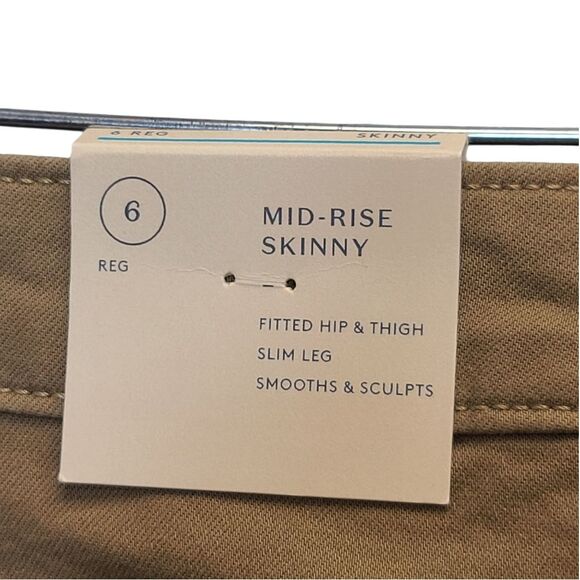 6 REG SKINNY
6
REG
MID-RISE
SKINNY
FITTED HIP & THIGH
SLIM LEG
SMOOTHS & SCULPTS